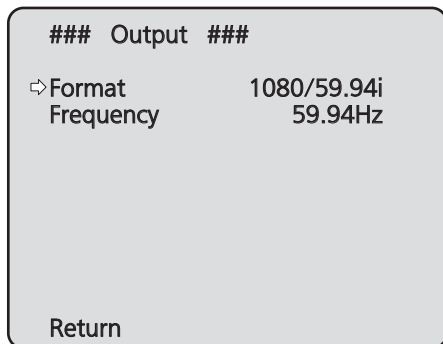 ### Output ###
⇨Format 1080/59.94i
Frequency 59.94Hz
Return